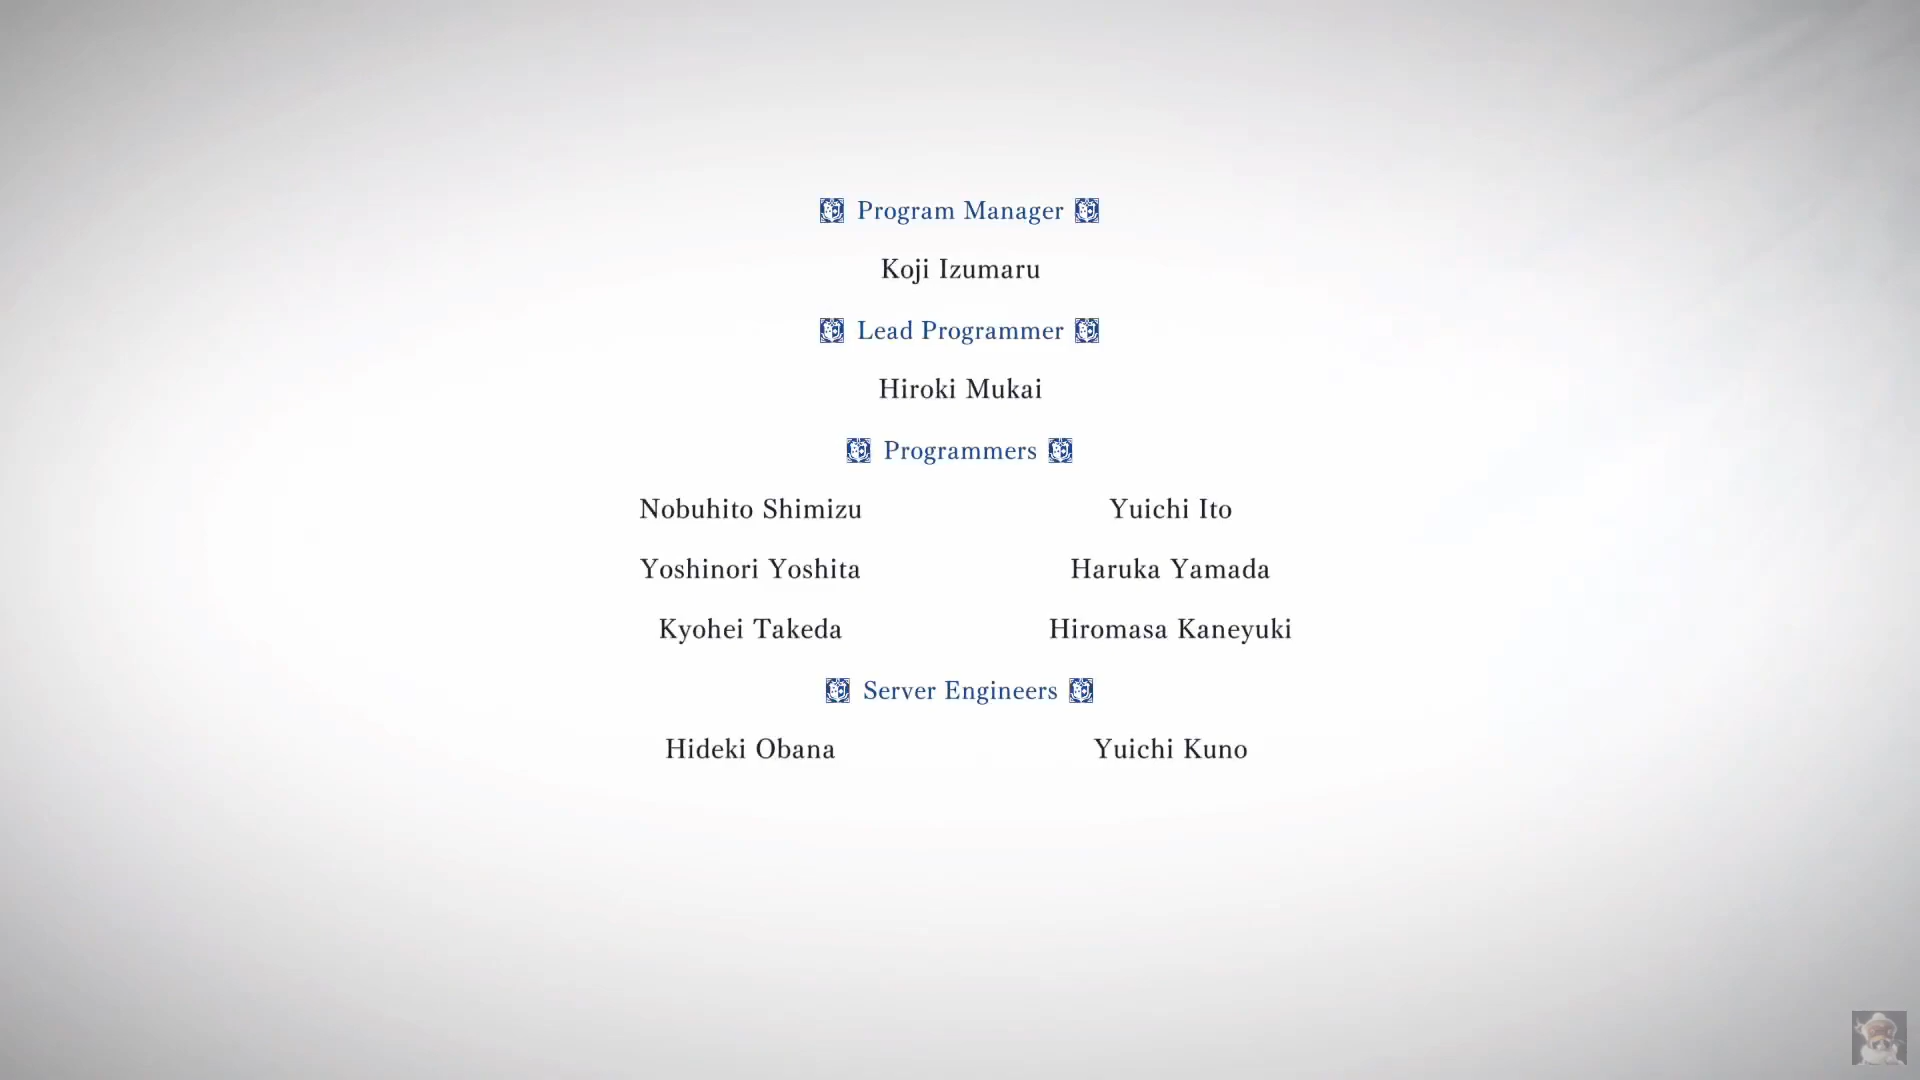 Program Manager
Koji Izumaru
Lead Programmer
Hiroki Mukai
Programmers
Nobuhito Shimizu Yuichi Ito
Yoshinori Yoshita Haruka Yamada
Kyohei Takeda Hiromasa Kaneyuki
Server Engineers
Hideki Obana Yuichi Kuno